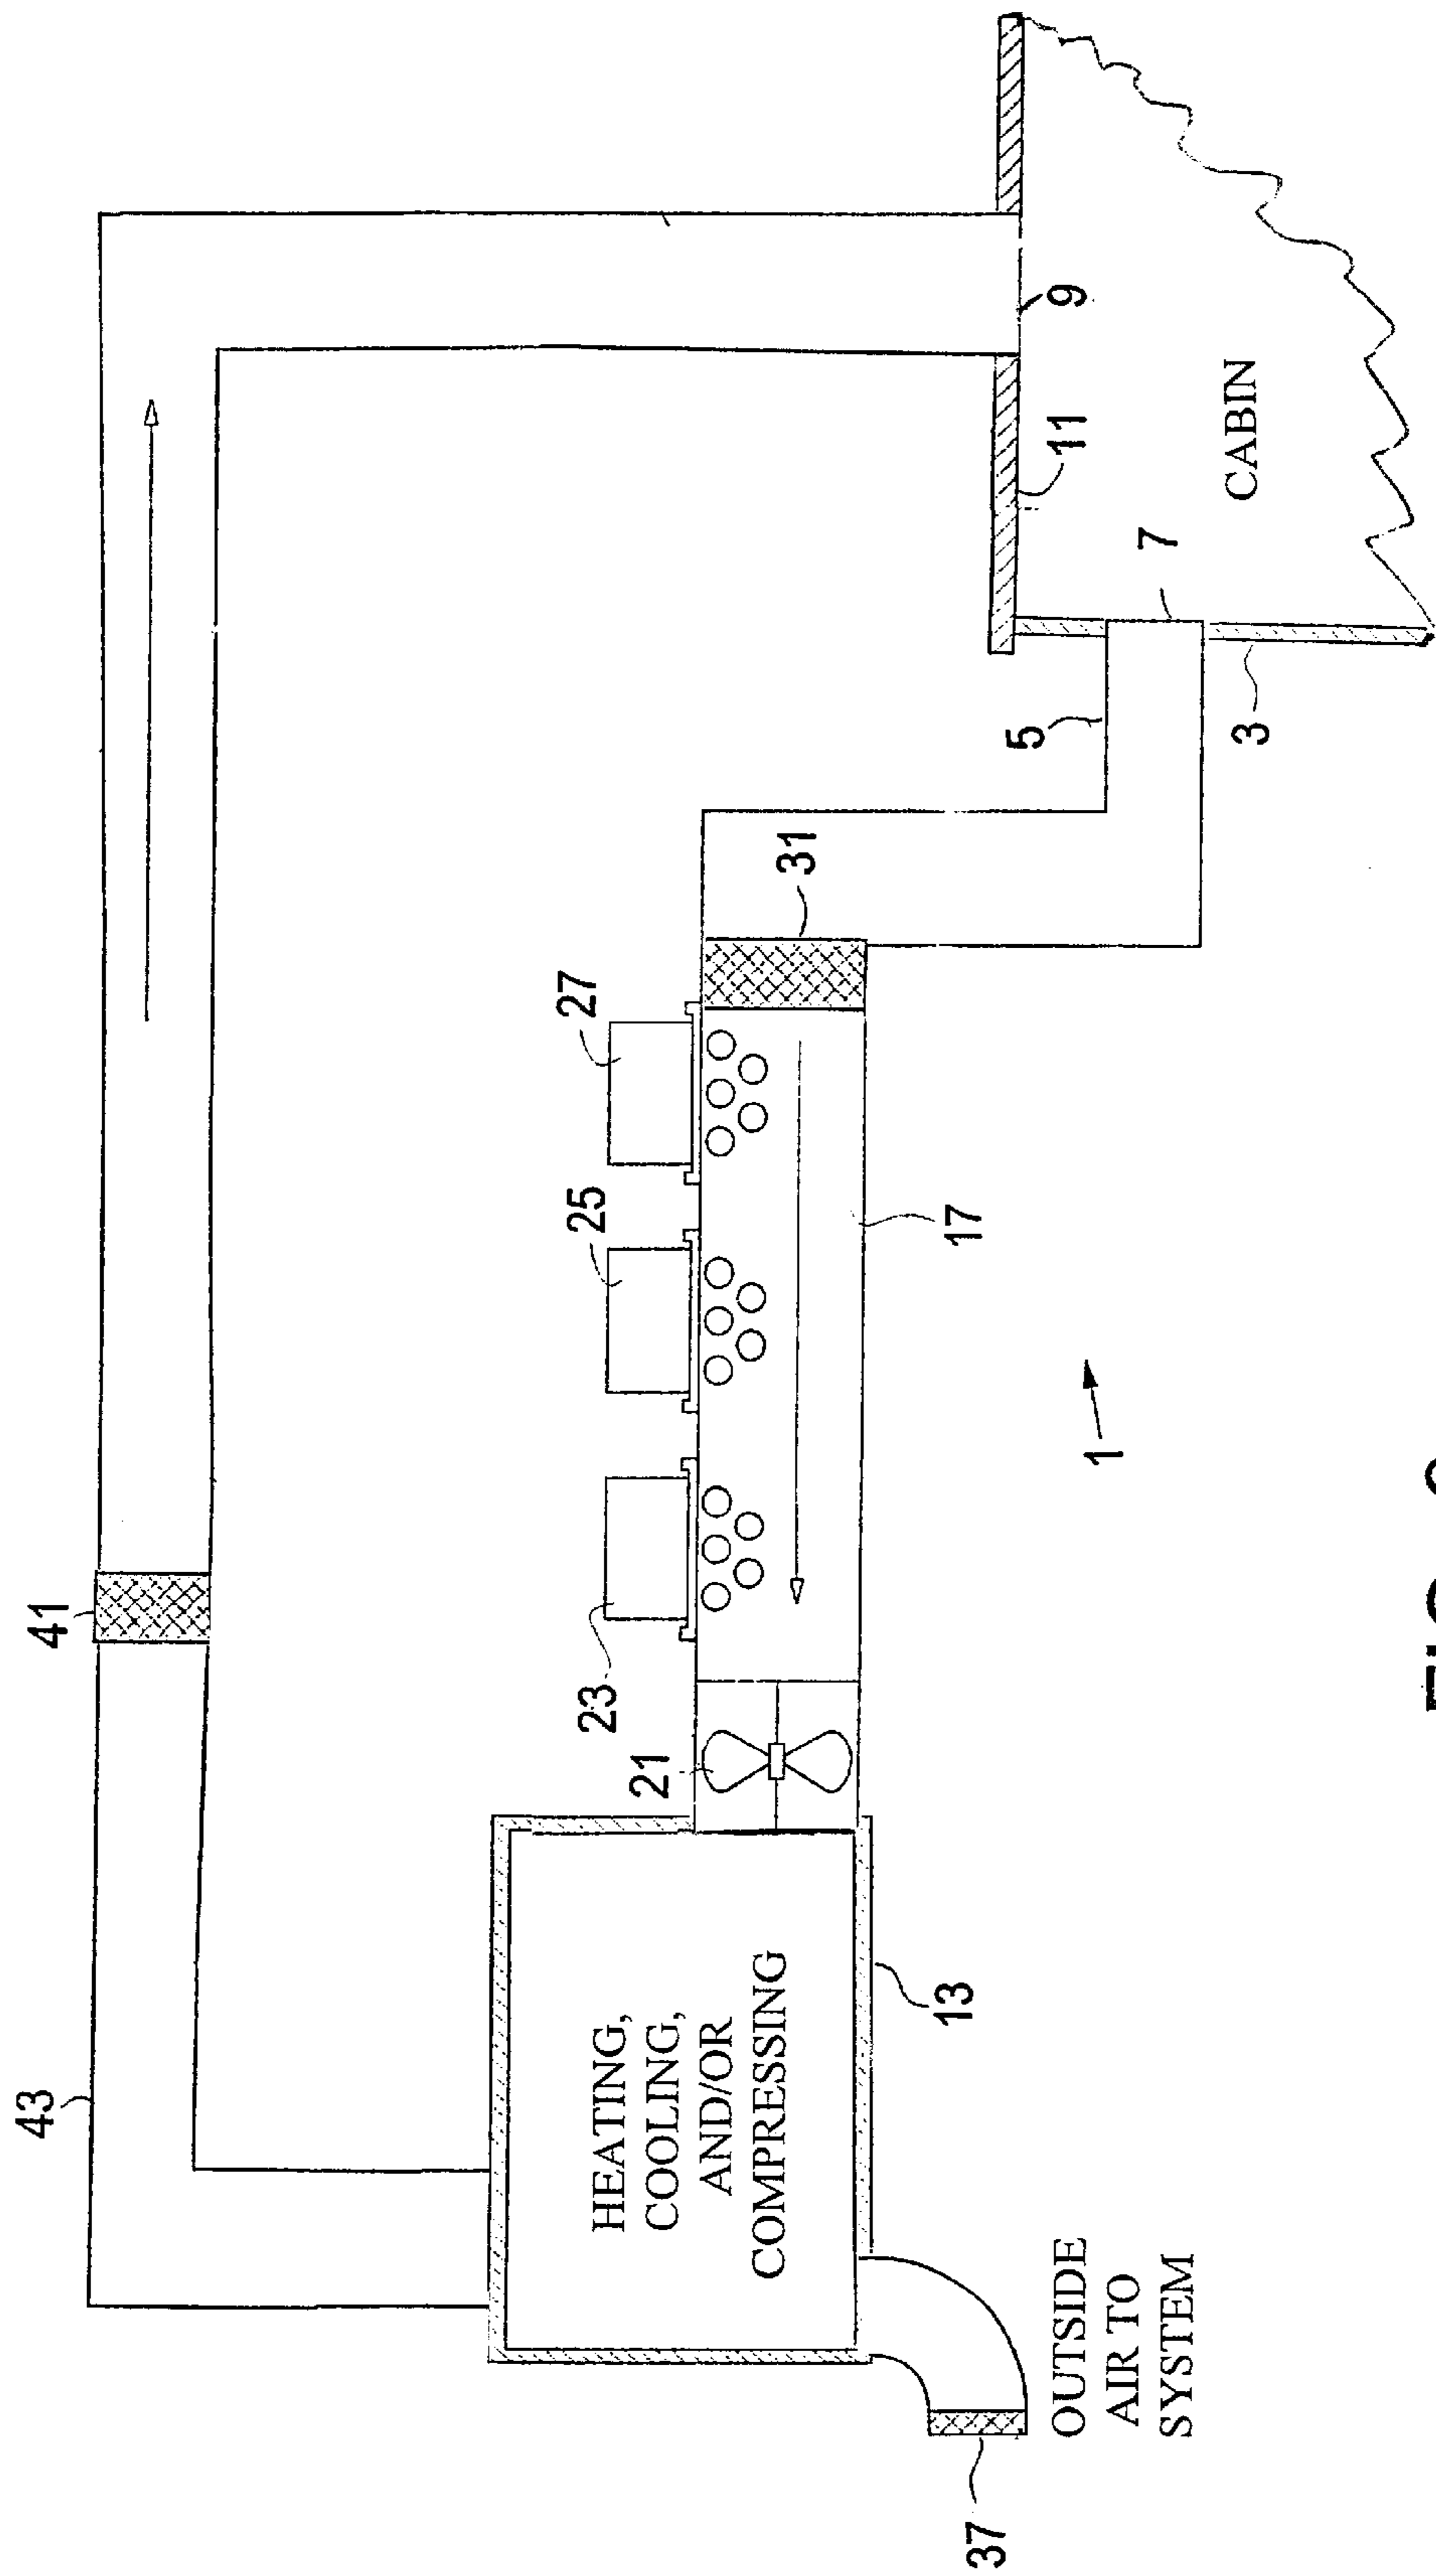 43
41
HEATING,
COOLING,
AND/OR
COMPRESSING
13
21
23
25
27
31
17
5
7
3
9
11
CABIN
1
37
OUTSIDE
AIR TO
SYSTEM